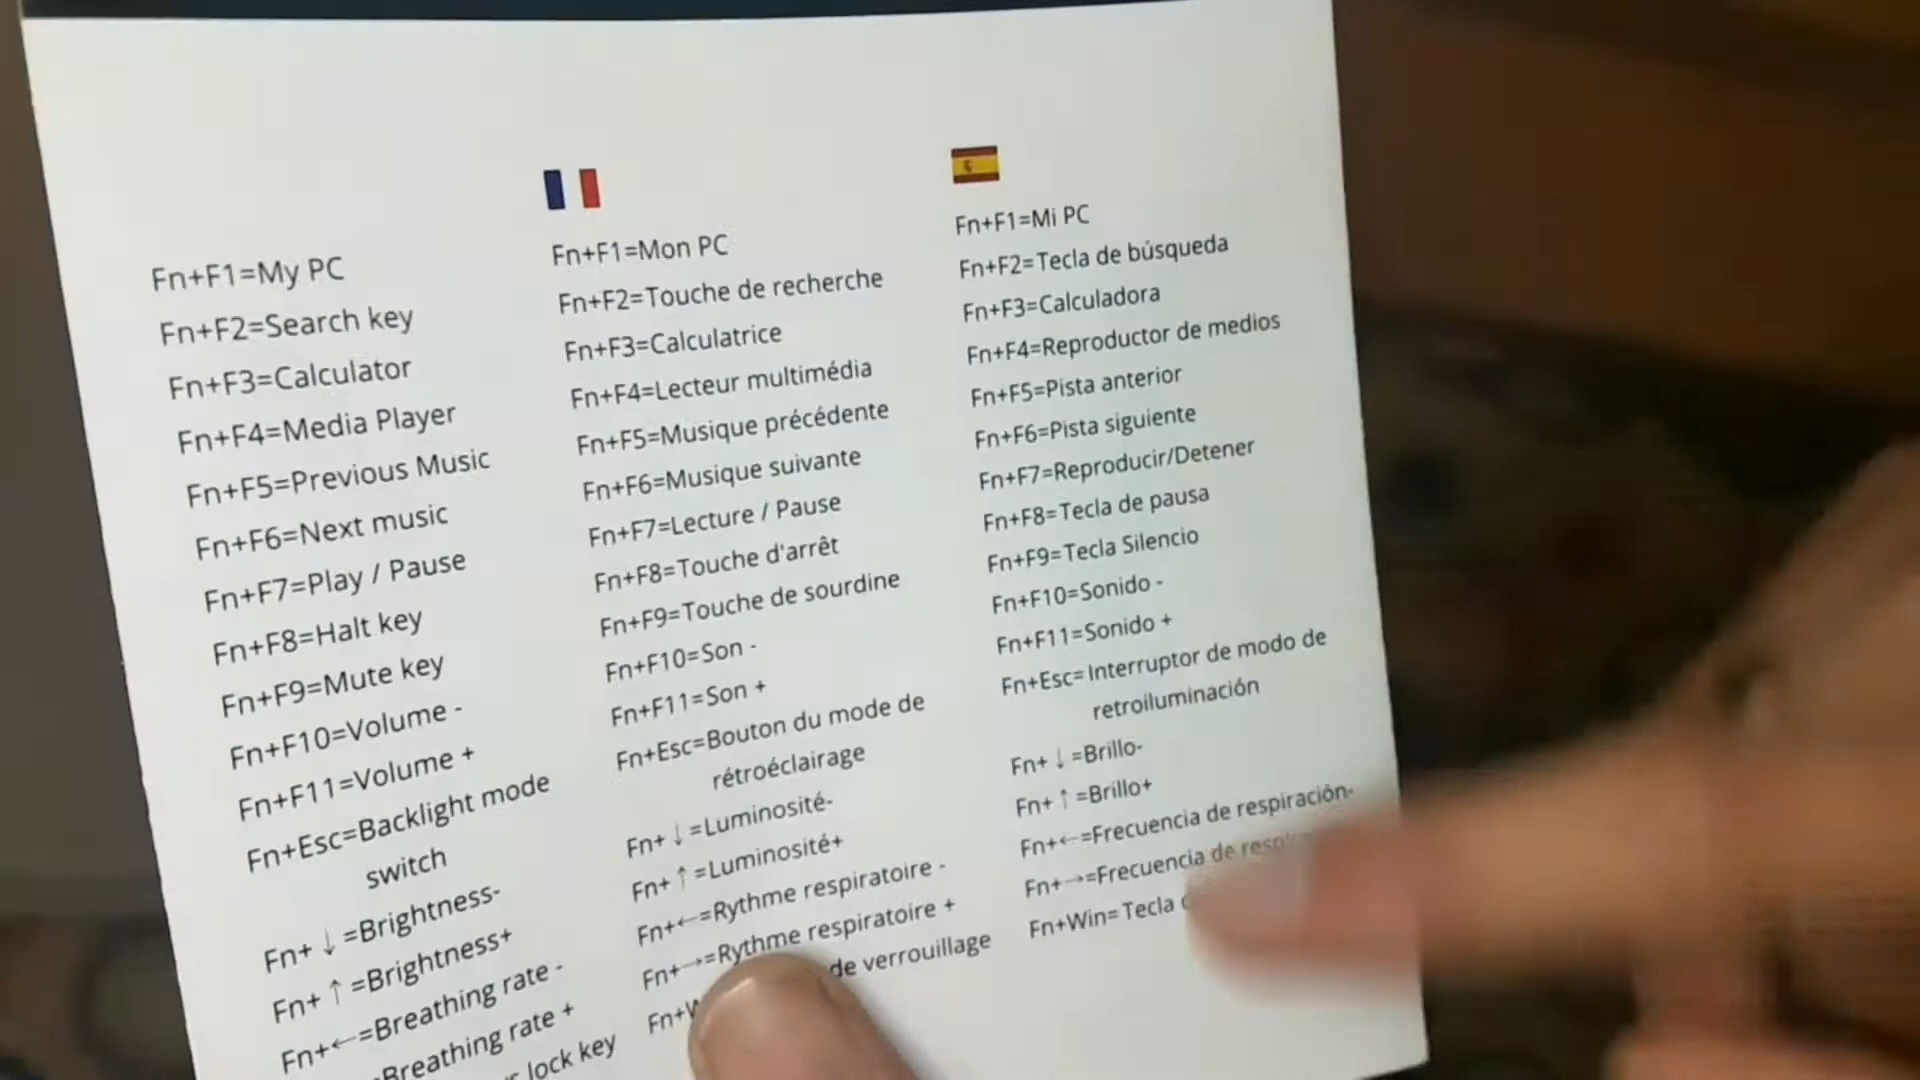 Fn+F1=My PC
Fn+F2=Search key
Fn+F3=Calculator
Fn+F4=Media Player
Fn+F5=Previous Music
Fn+F6=Next music
Fn+F7=Play / Pause
Fn+F8=Halt key
Fn+F9=Mute key
Fn+F10=Volume -
Fn+F11=Volume +
Fn+Esc=Backlight mode
switch
Fn+ ↓ =Brightness-
Fn+ ↑ =Brightness+
Fn+←=Breathing rate -
=Breathing rate +
lock key
Fn+F1=Mon PC
Fn+F2=Touche de recherche
Fn+F3=Calculatrice
Fn+F4=Lecteur multimédia
Fn+F5=Musique précédente
Fn+F6=Musique suivante
Fn+F7=Lecture / Pause
Fn+F8=Touche d'arrêt
Fn+F9=Touche de sourdine
Fn+F10=Son -
Fn+F11=Son +
Fn+Esc=Bouton du mode de
rétroéclairage
Fn+ ↓ =Luminosité-
Fn+ ↑ =Luminosité+
Fn+←=Rythme respiratoire -
Fn+→=Rythme respiratoire +
de verrouillage
Fn+F1=Mi PC
Fn+F2=Tecla de búsqueda
Fn+F3=Calculadora
Fn+F4=Reproductor de medios
Fn+F5=Pista anterior
Fn+F6=Pista siguiente
Fn+F7=Reproducir/Detener
Fn+F8=Tecla de pausa
Fn+F9=Tecla Silencio
Fn+F10=Sonido -
Fn+F11=Sonido +
Fn+Esc= Interruptor de modo de
retroiluminación
Fn+ ↓ =Brillo-
Fn+ ↑ =Brillo+
Fn+←=Frecuencia de respiración-
Fn+→=Frecuencia de
Fn+Win= Tecla